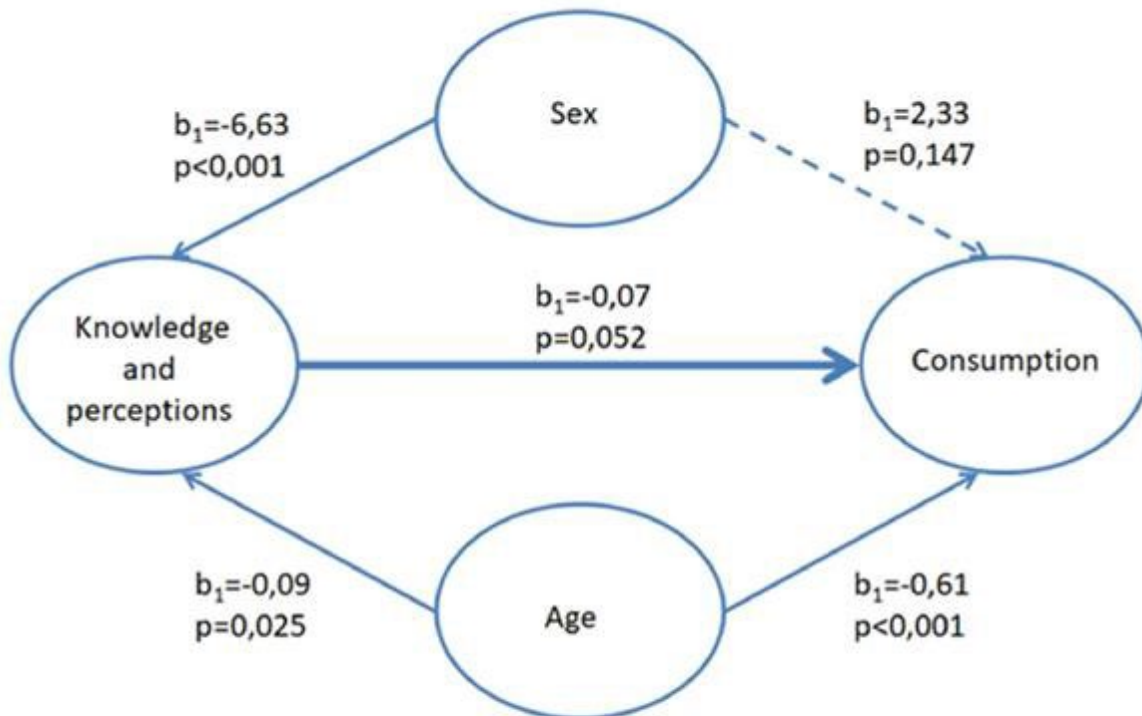 Sex
b₁=-6,63
p<0,001
b₁=2,33
p=0,147
b₁=-0,07
p=0,052
Knowledge
and
perceptions
Consumption
b₁=-0,09
p=0,025
Age
b₁=-0,61
p<0,001